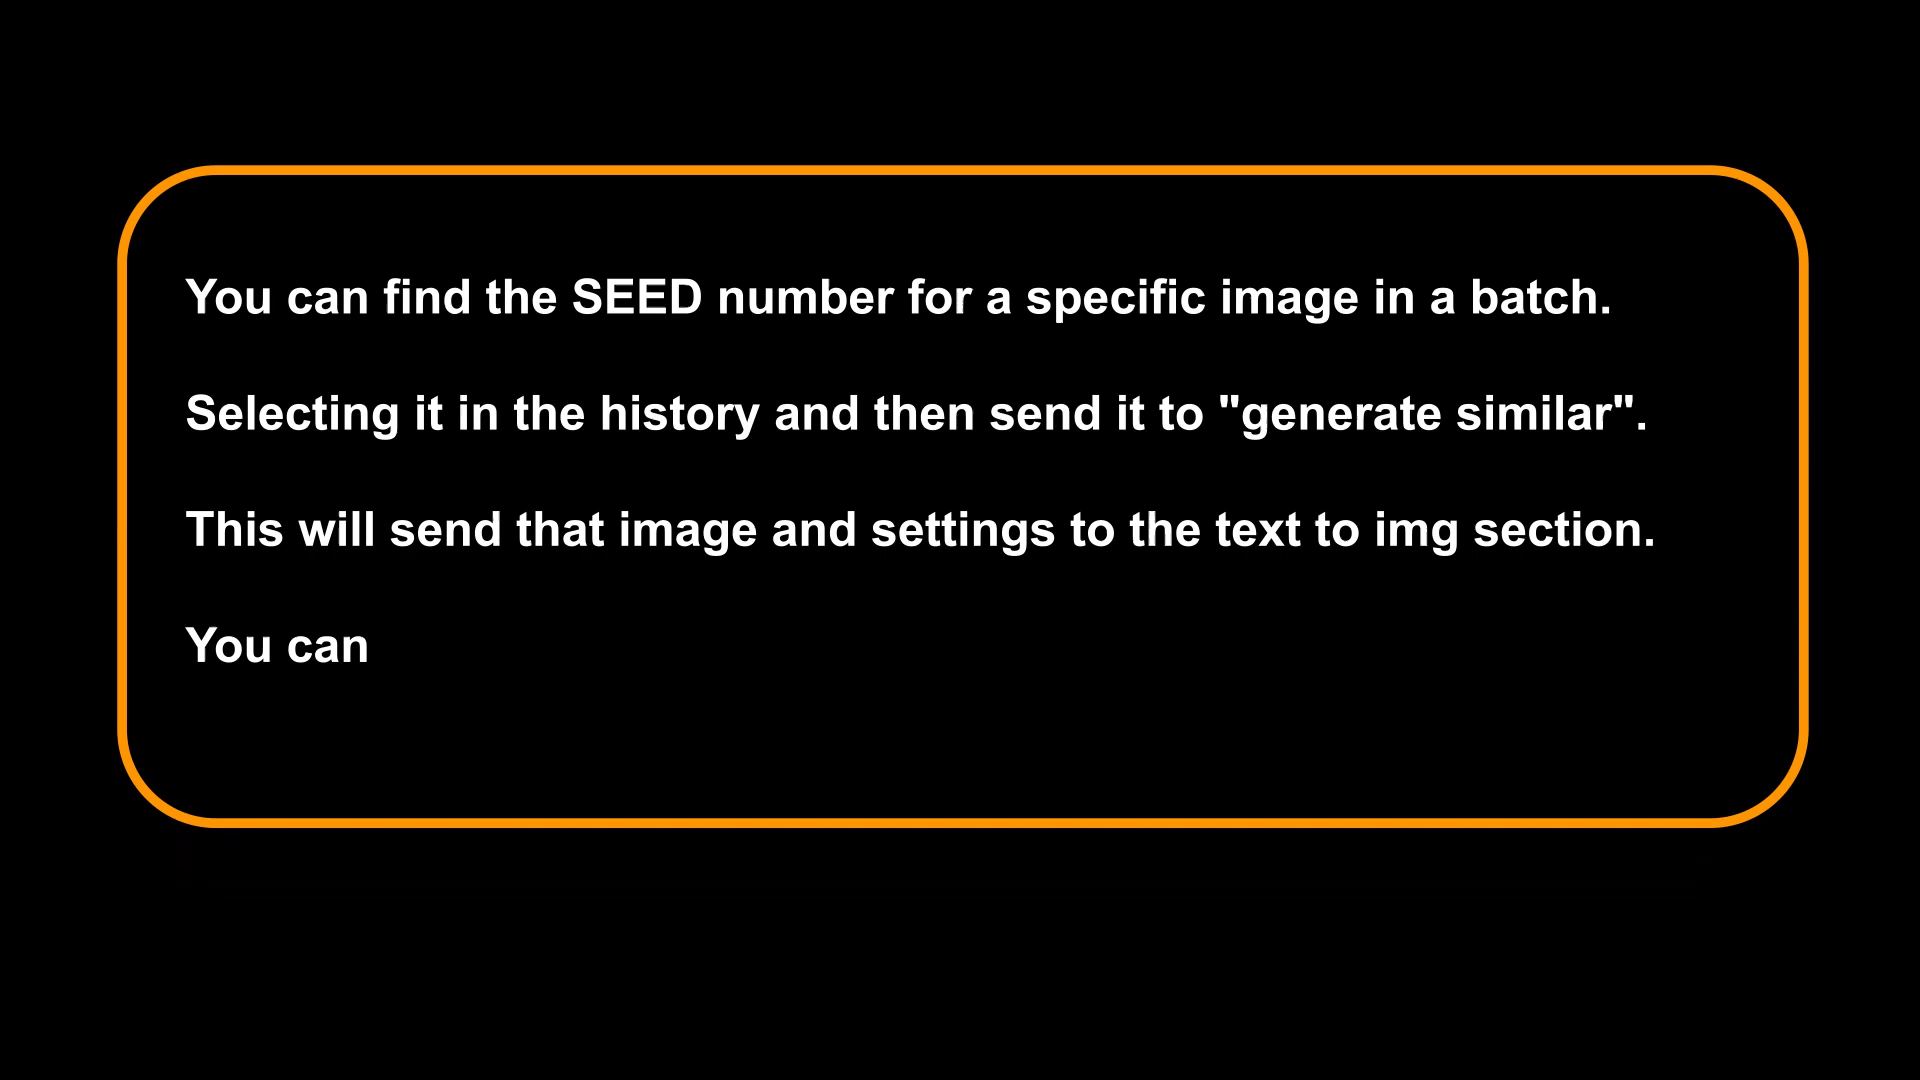 You can find the SEED number for a specific image in a batch.
Selecting it in the history and then send it to "generate similar".
This will send that image and settings to the text to img section.
You can